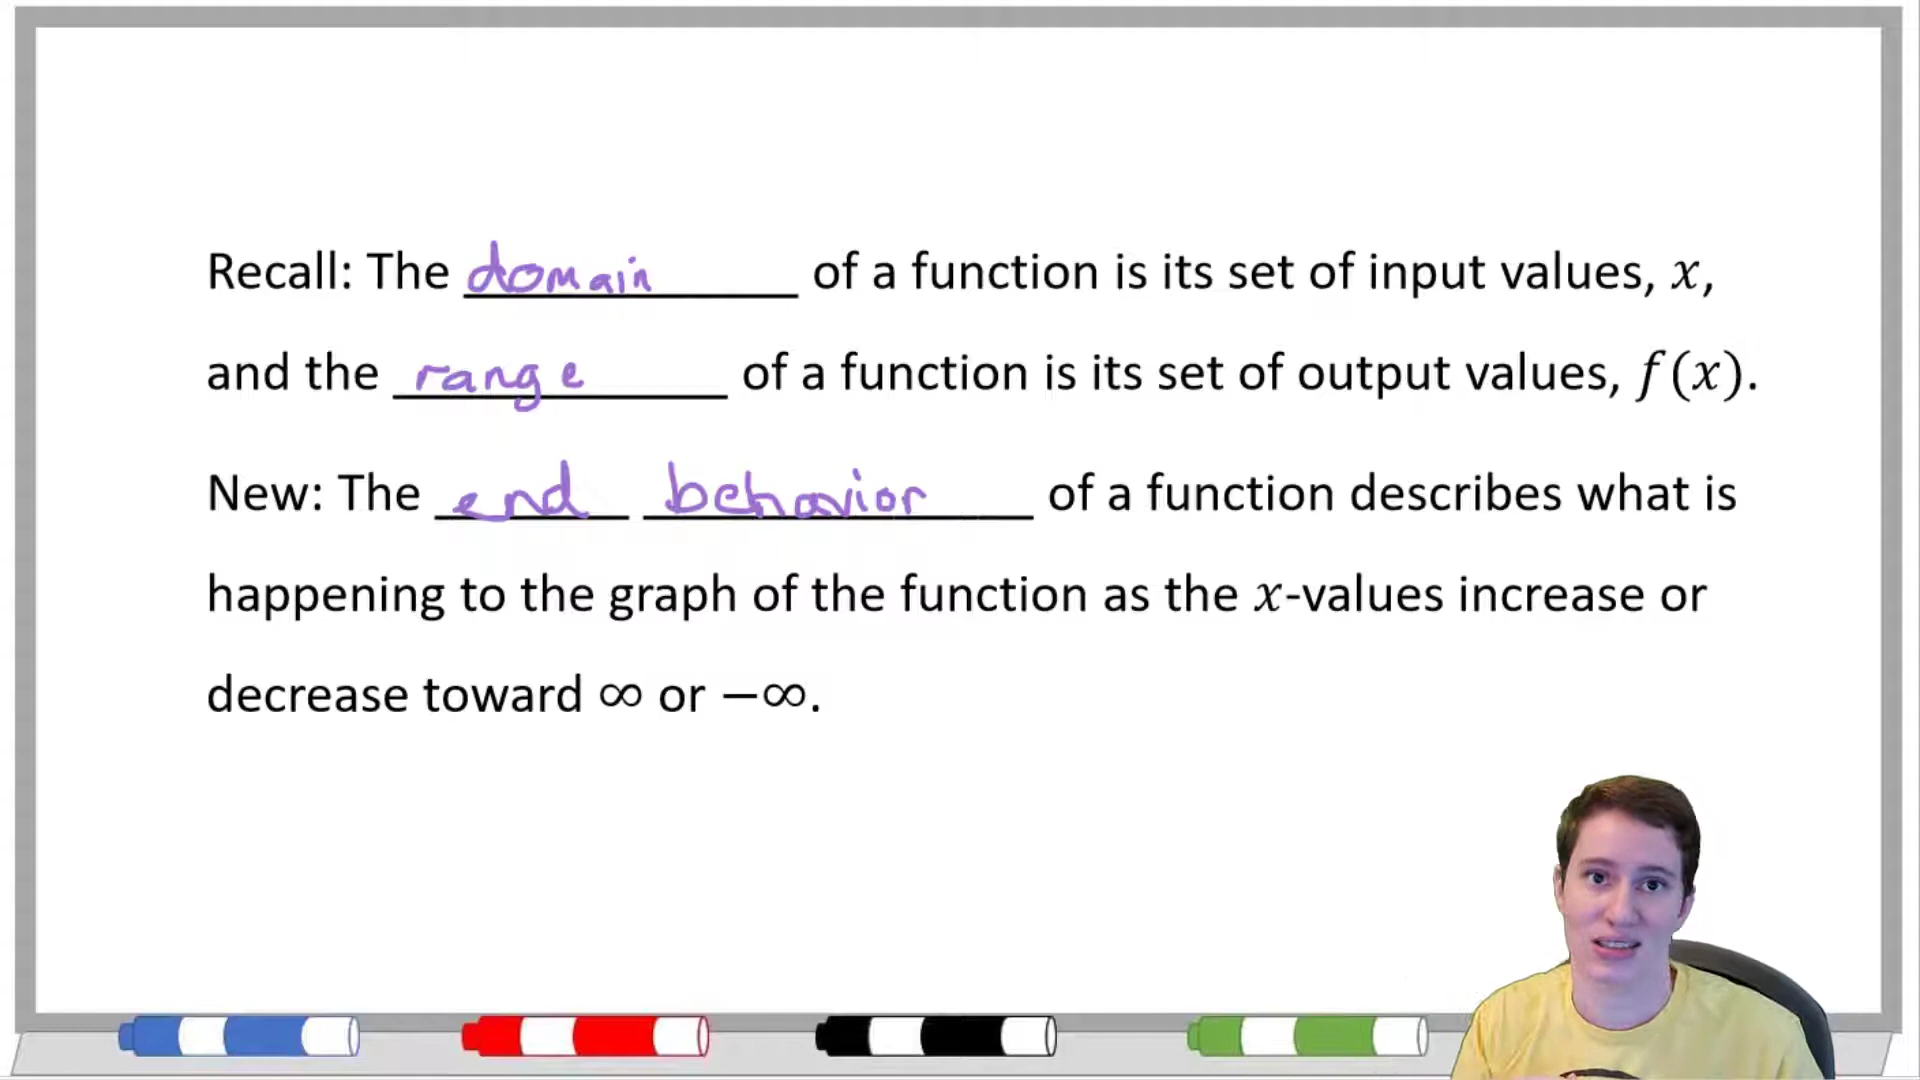 Recall: The domain of a function is its set of input values, x,
and the range of a function is its set of output values, f(x).
New: The end behavior of a function describes what is
happening to the graph of the function as the x-values increase or
decrease toward ∞ or −∞.